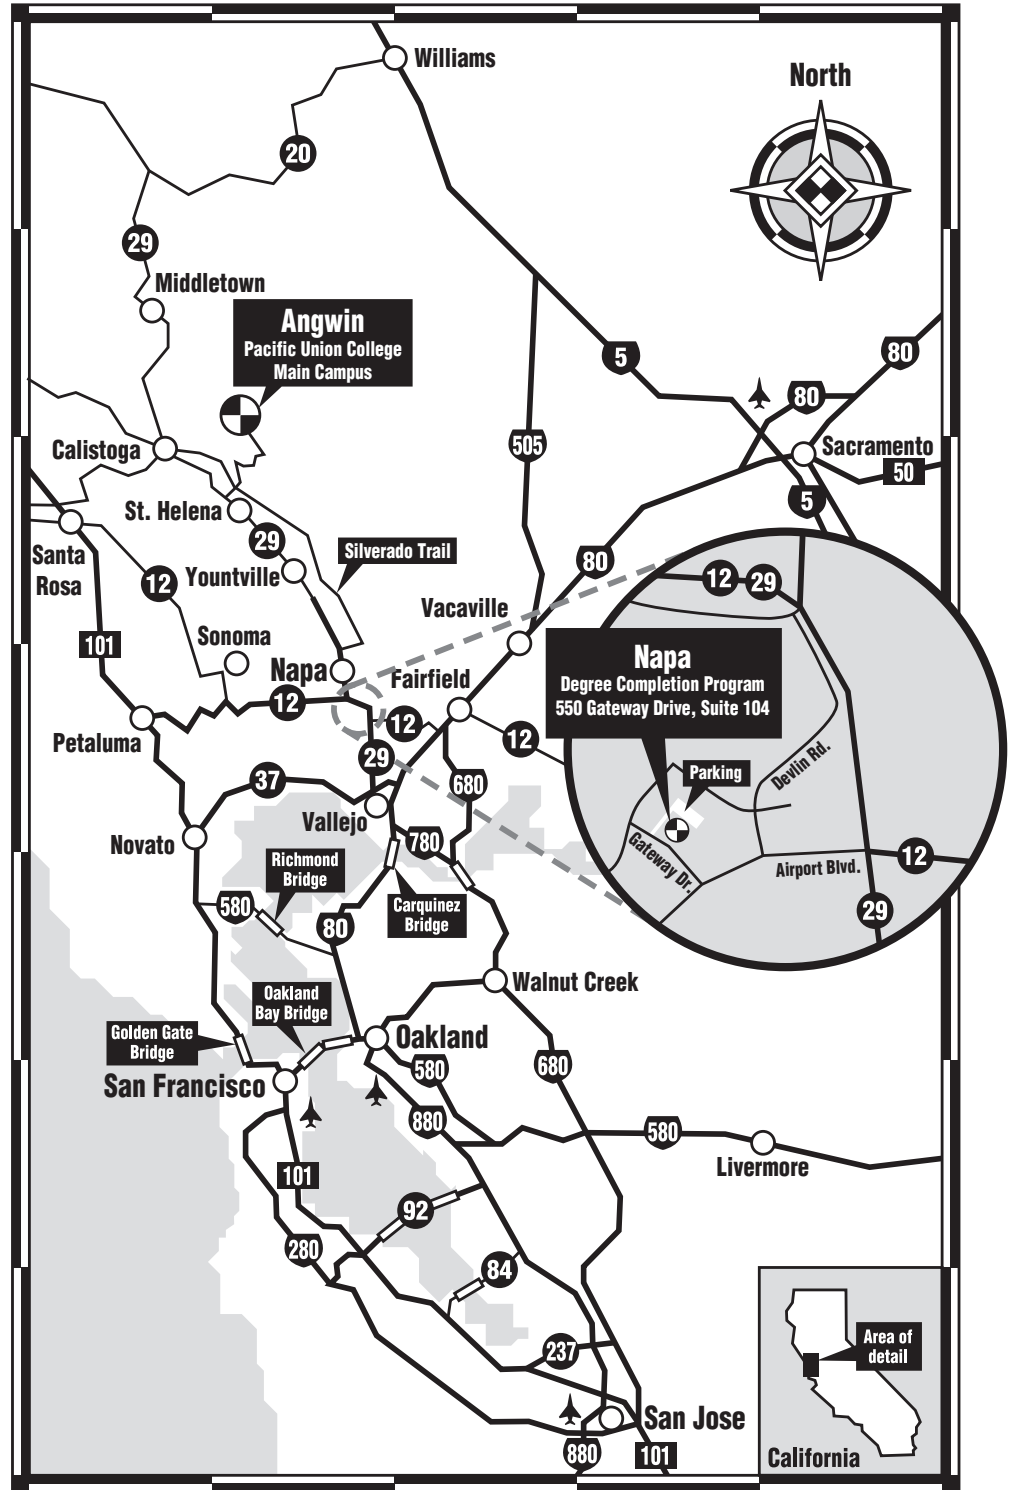 Williams
North
20
29
Middletown
Angwin
Pacific Union College
Main Campus
5
80
80
Calistoga
505
Sacramento
50
5
St. Helena
29
Silverado Trail
Santa
Rosa
12
Yountville
80
12
29
Vacaville
101
Sonoma
Napa
Fairfield
Napa
Degree Completion Program
550 Gateway Drive, Suite 104
12
12
12
Petaluma
29
37
680
Parking
Devlin Rd.
Vallejo
Novato
780
Gateway Dr.
Airport Blvd.
12
Richmond
Bridge
580
80
Carquinez
Bridge
29
Walnut Creek
Oakland
Bay Bridge
Golden Gate
Bridge
Oakland
San Francisco
580
680
880
580
Livermore
101
92
280
84
237
Area of
detail
San Jose
880
101
California